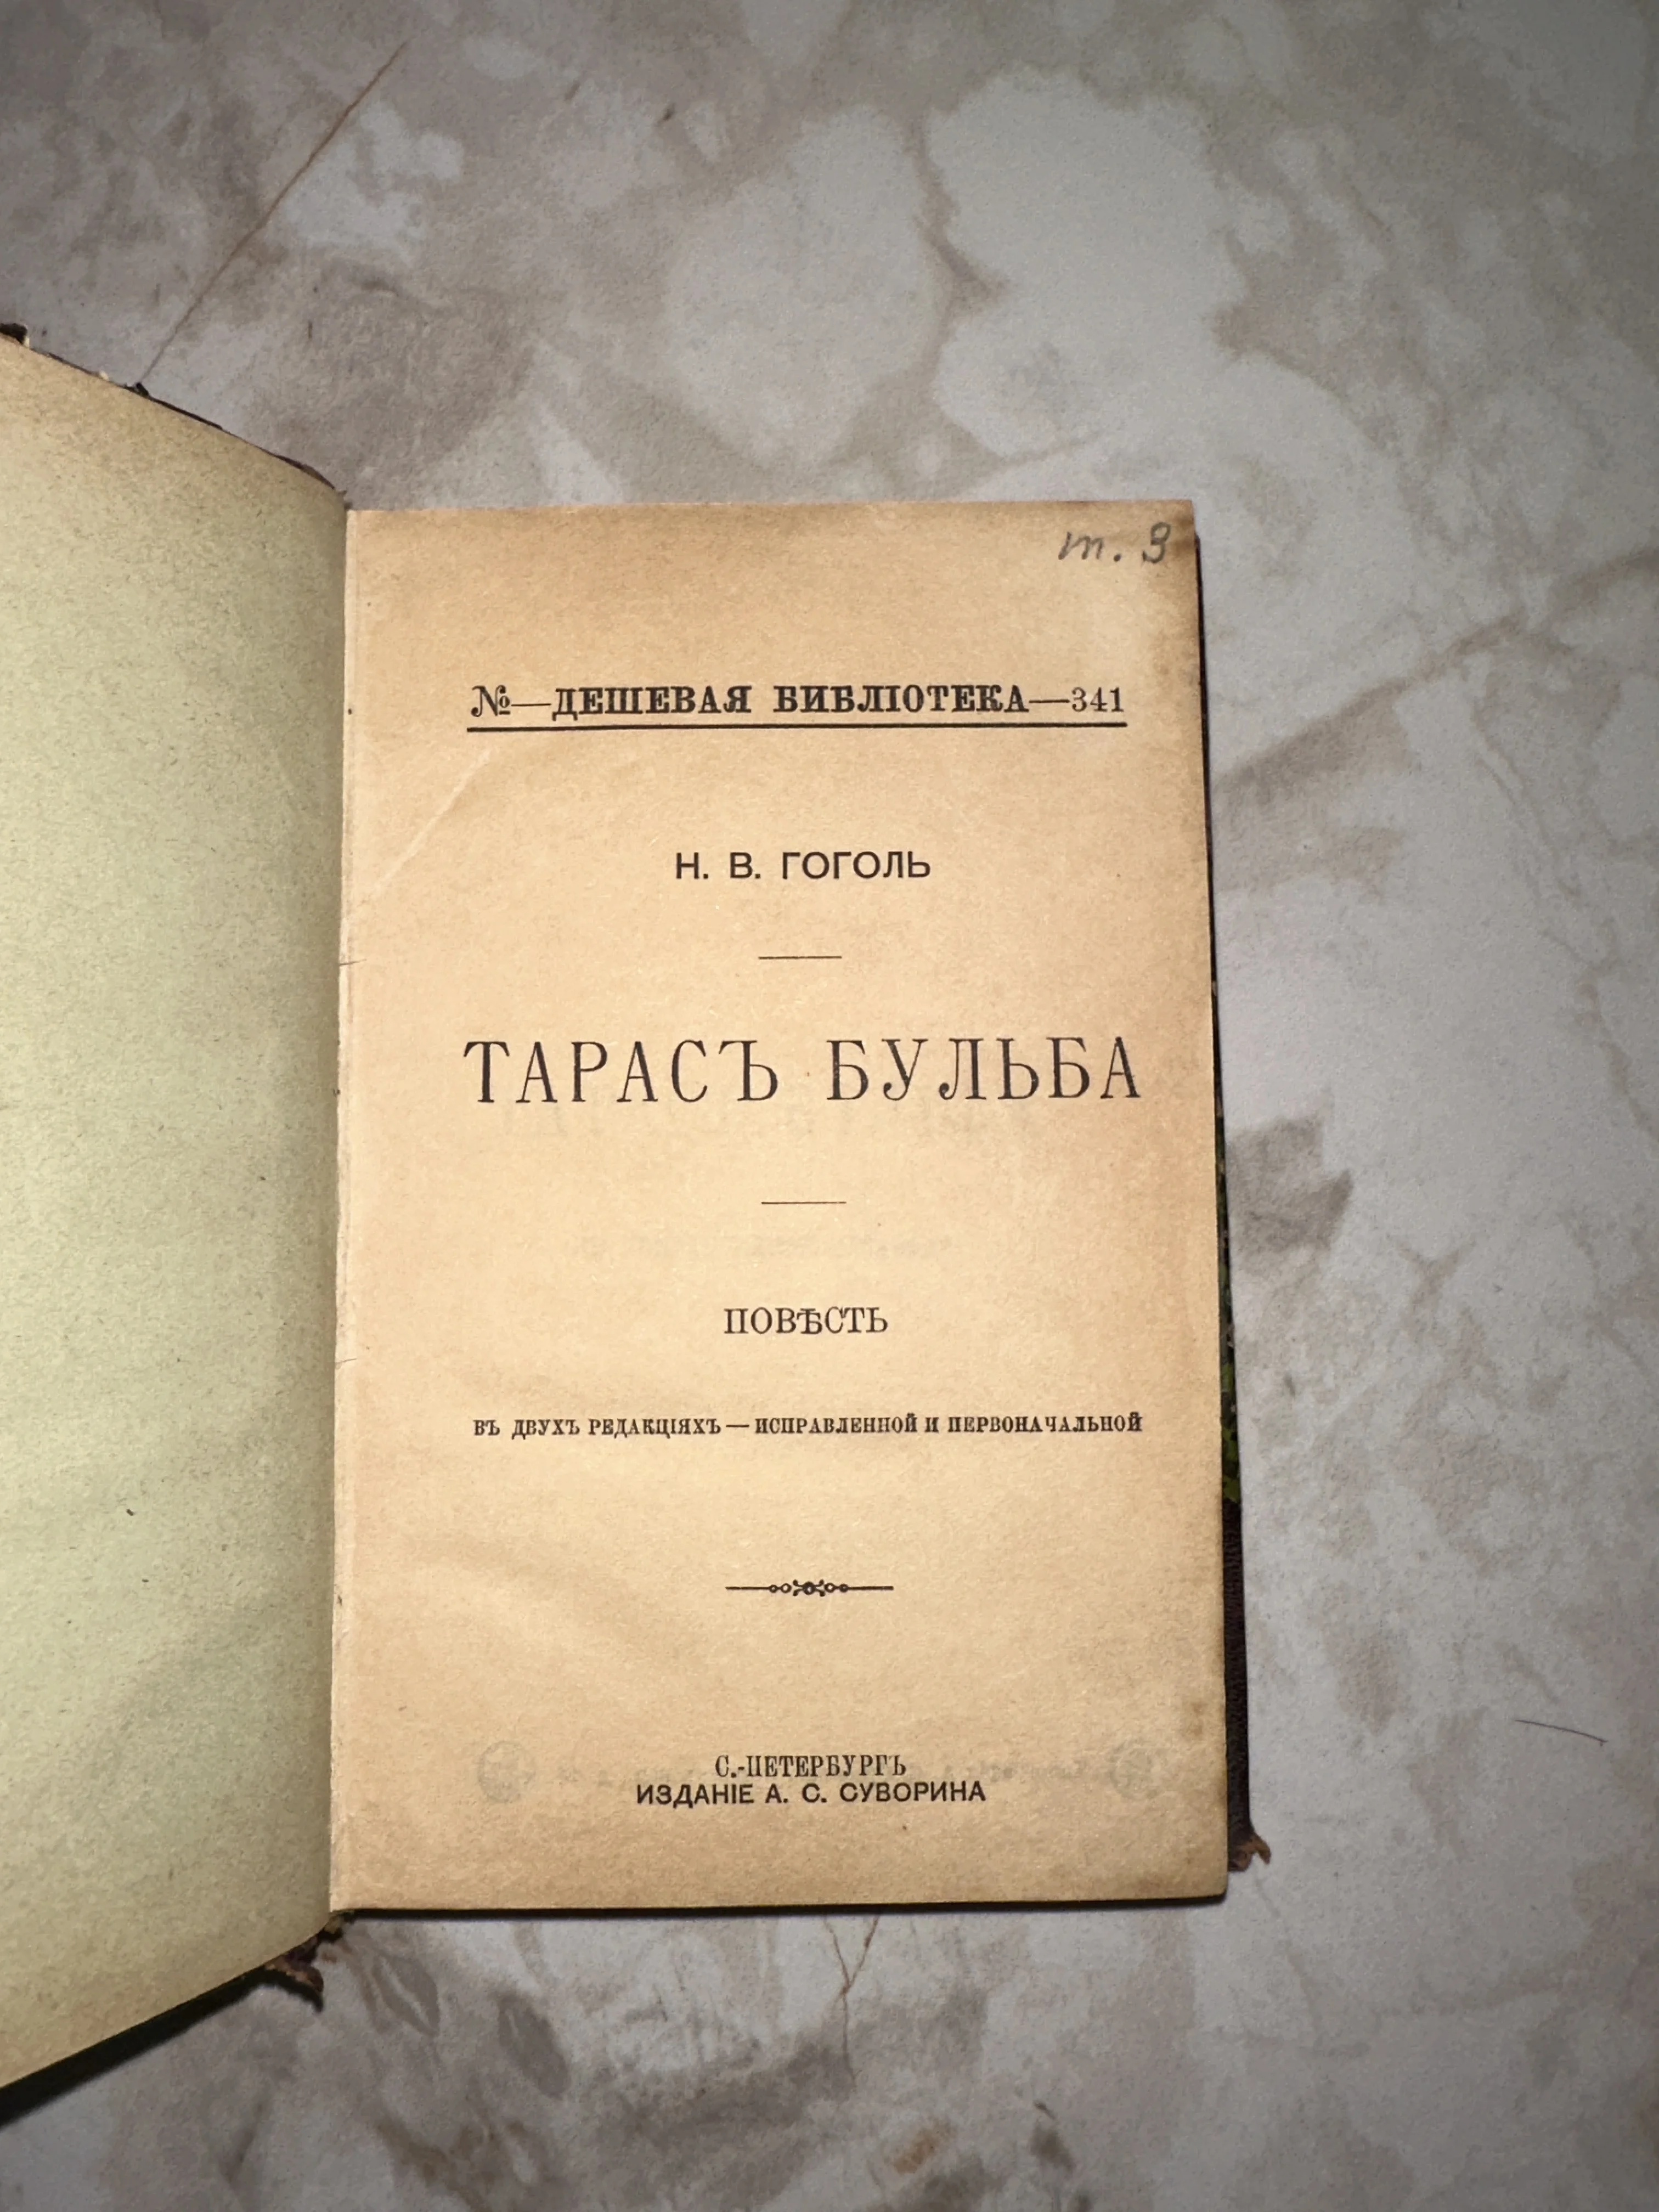 т. 3
№—ДЕШЕВАЯ БИБЛІОТЕКА—341
Н. В. ГОГОЛЬ
ТАРАСЪ БУЛЬБА
ПОВѢСТЬ
ВЪ ДВУХЪ РЕДАКЦІЯХЪ—ИСПРАВЛЕННОЙ И ПЕРВОНАЧАЛЬНОЙ
С.-ПЕТЕРБУРГЪ
ИЗДАНІЕ А. С. СУВОРИНА